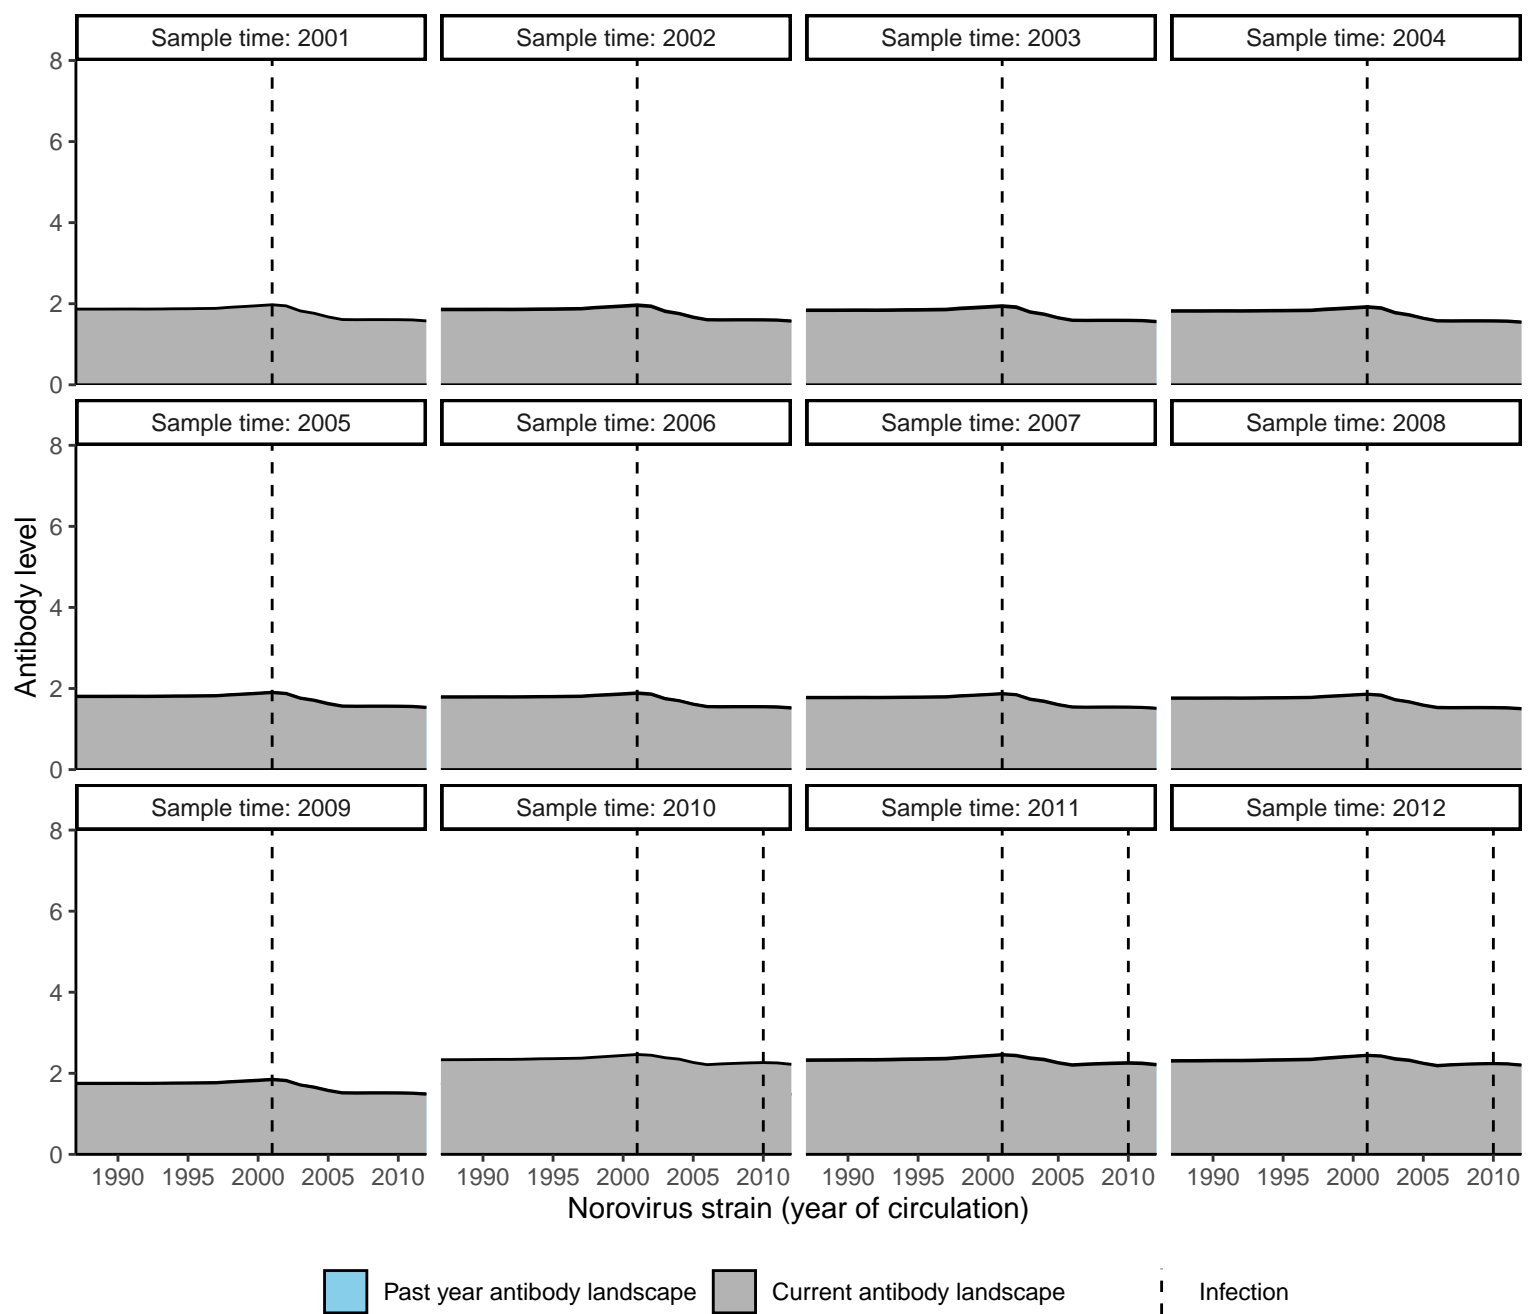 Sample time: 2001
Sample time: 2002
Sample time: 2003
Sample time: 2004
8
6
4
2
0
Sample time: 2005
Sample time: 2006
Sample time: 2007
Sample time: 2008
8
6
4
2
0
Antibody level
Sample time: 2009
Sample time: 2010
Sample time: 2011
Sample time: 2012
8
6
4
2
0
1990 1995 2000 2005 2010
1990 1995 2000 2005 2010
1990 1995 2000 2005 2010
1990 1995 2000 2005 2010
Norovirus strain (year of circulation)
Past year antibody landscape
Current antibody landscape
Infection